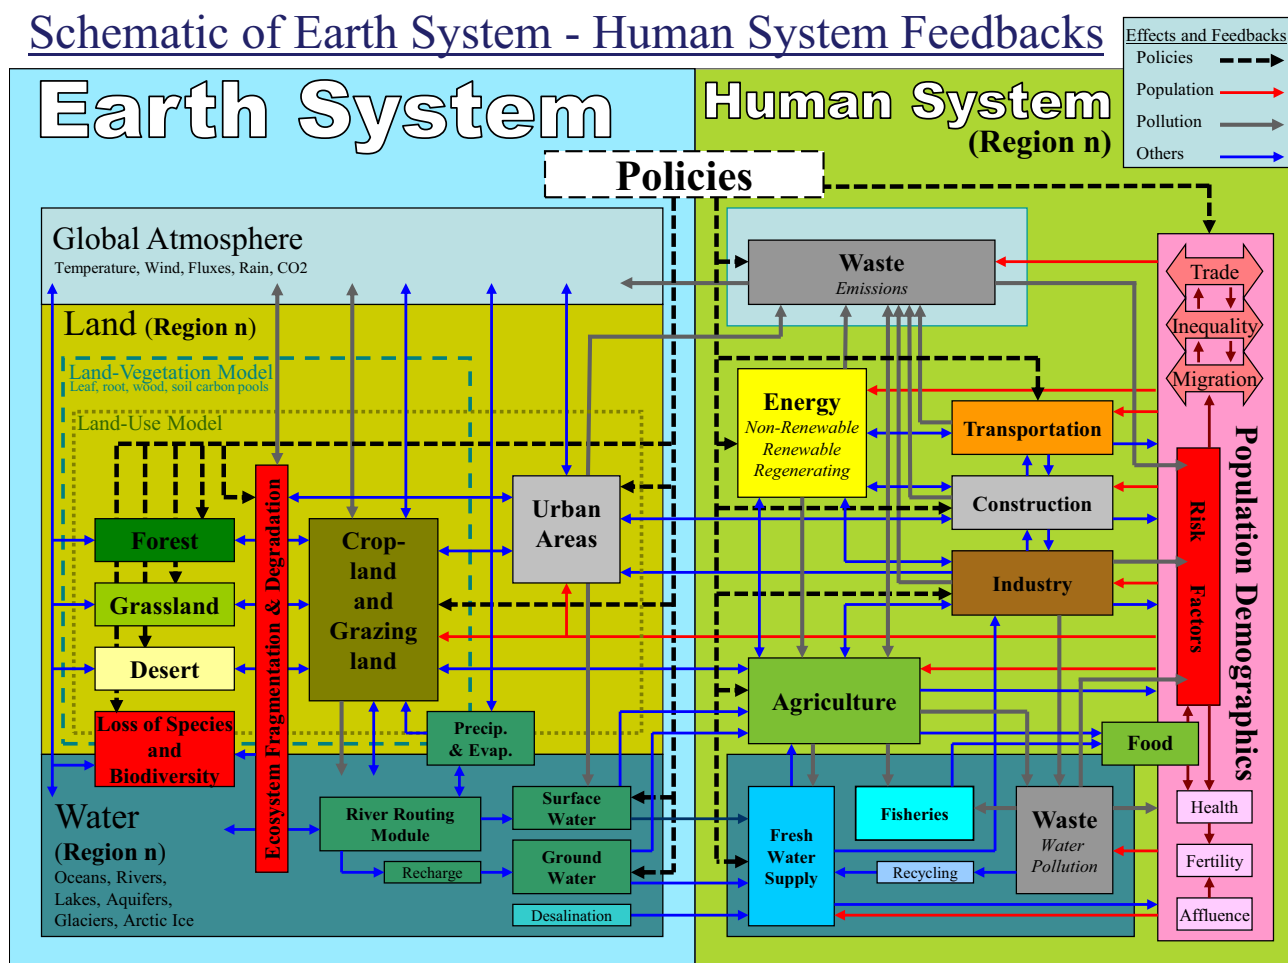 Schematic of Earth System - Human System Feedbacks
Effects and Feedbacks
Policies
Population
Pollution
Others
Earth System
Human System
(Region n)
Policies
Global Atmosphere
Temperature, Wind, Fluxes, Rain, CO2
Land (Region n)
Land-Vegetation Model
Leaf, root, wood, soil carbon pools
Land-Use Model
Forest
Grassland
Desert
Loss of Species
and
Biodiversity
Ecosystem Fragmentation & Degradation
Crop-
land
and
Grazing
land
Urban
Areas
Precip.
& Evap.
Water
(Region n)
Oceans, Rivers,
Lakes, Aquifers,
Glaciers, Arctic Ice
River Routing
Module
Recharge
Surface
Water
Ground
Water
Desalination
Waste
Emissions
Energy
Non-Renewable
Renewable
Regenerating
Transportation
Construction
Industry
Agriculture
Food
Fresh
Water
Supply
Fisheries
Recycling
Waste
Water
Pollution
Trade
Inequality
Migration
Risk Factors
Population Demographics
Health
Fertility
Affluence